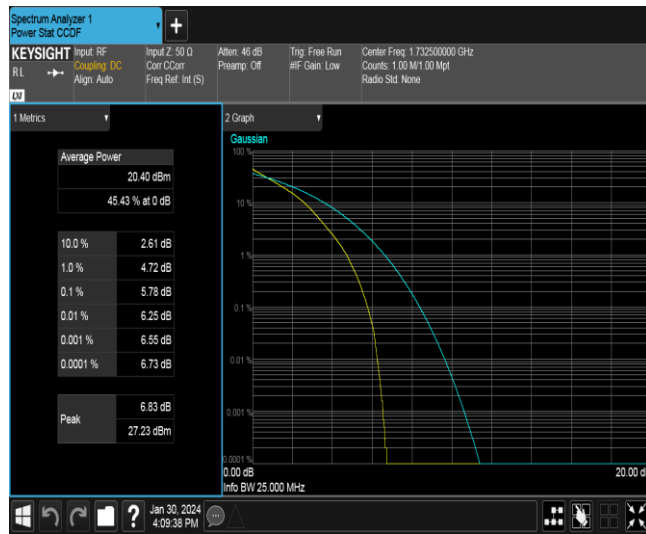 Spectrum Analyzer 1
Power Stat CCDF
+
KEYSIGHT
RL
LXI
Input: RF
Coupling: DC
Align: Auto
Input Z: 50 Ω
Corr CCorr
Freq Ref: Int (S)
Atten: 46 dB
Preamp: Off
Trig: Free Run
#IF Gain: Low
Center Freq: 1.732500000 GHz
Counts: 1.00 M/1.00 Mpt
Radio Std: None
1 Metrics
Average Power
20.40 dBm
45.43 % at 0 dB
10.0 % 2.61 dB
1.0 % 4.72 dB
0.1 % 5.78 dB
0.01 % 6.25 dB
0.001 % 6.55 dB
0.0001 % 6.73 dB
Peak
6.83 dB
27.23 dBm
2 Graph
Gaussian
100 %
10 %
1 %
0.1 %
0.01 %
0.001 %
0.0001 %
0.00 dB
20.00 d
Info BW 25.000 MHz
?
Jan 30, 2024
4:09:38 PM